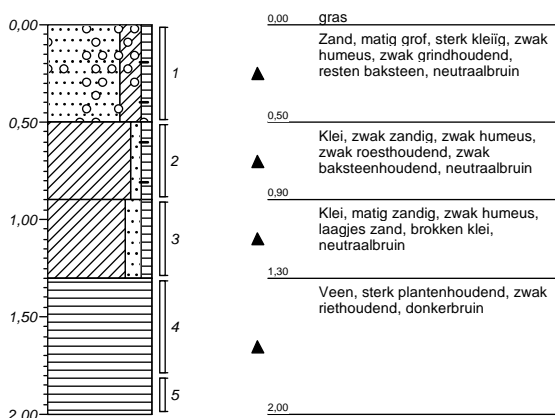 0,00
0,50
1,00
1,50
2,00
1
2
3
4
5
0,00
gras
Zand, matig grof, sterk kleiïg, zwak
humeus, zwak grindhoudend,
resten baksteen, neutraalbruin
0,50
Klei, zwak zandig, zwak humeus,
zwak roesthoudend, zwak
baksteenhoudend, neutraalbruin
0,90
Klei, matig zandig, zwak humeus,
laagjes zand, brokken klei,
neutraalbruin
1,30
Veen, sterk plantenhoudend, zwak
riethoudend, donkerbruin
2,00